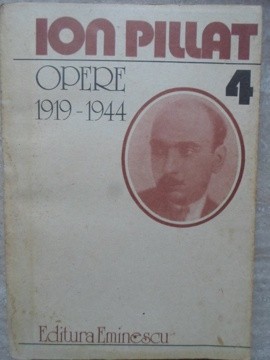 ION PILLAT
OPERE 4
1919-1944
Editura Eminescu